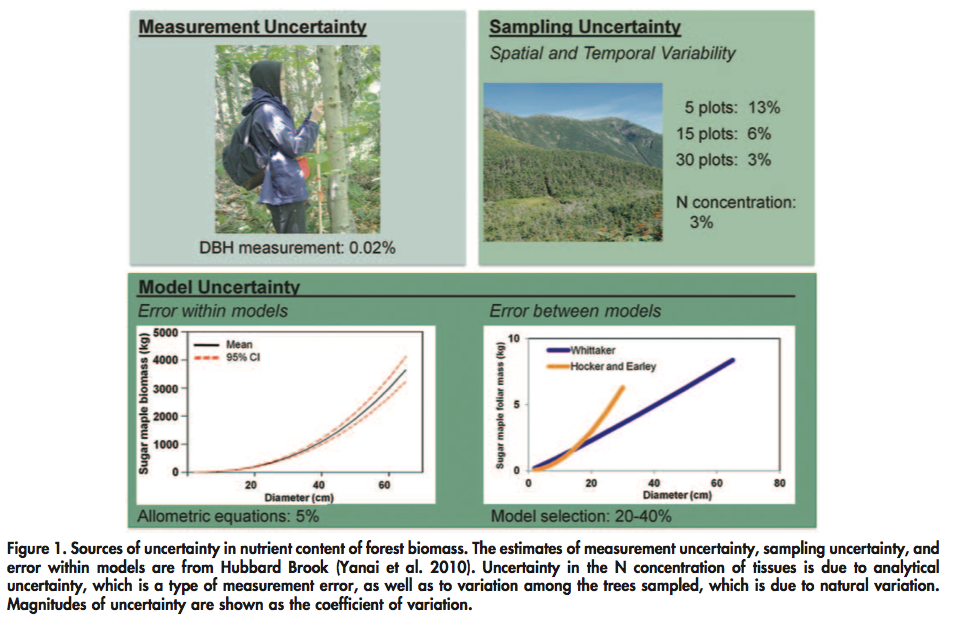 Measurement Uncertainty
DBH measurement: 0.02%
Sampling Uncertainty
Spatial and Temporal Variability
5 plots: 13%
15 plots: 6%
30 plots: 3%
N concentration:
3%
Model Uncertainty
Error within models
Sugar maple biomass (kg)
5000
4000
3000
2000
1000
0
Mean
95% CI
20
40
60
Diameter (cm)
Allometric equations: 5%
Error between models
Sugar maple foliar mass (kg)
10
5
0
Whittaker
Hocker and Earley
0
20
40
60
80
Diameter (cm)
Model selection: 20-40%
Figure 1. Sources of uncertainty in nutrient content of forest biomass. The estimates of measurement uncertainty, sampling uncertainty, and
error within models are from Hubbard Brook (Yanai et al. 2010). Uncertainty in the N concentration of tissues is due to analytical
uncertainty, which is a type of measurement error, as well as to variation among the trees sampled, which is due to natural variation.
Magnitudes of uncertainty are shown as the coefficient of variation.